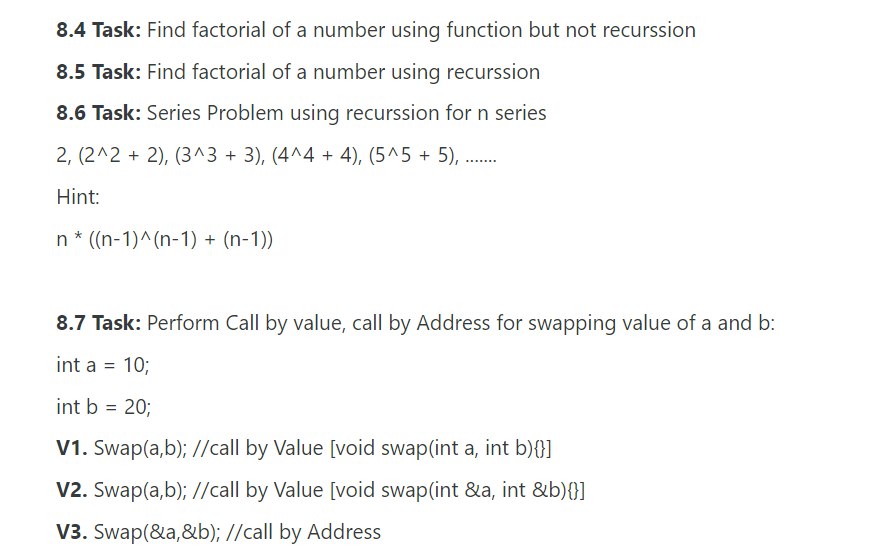 8.4 Task: Find factorial of a number using function but not recurssion
8.5 Task: Find factorial of a number using recurssion
8.6 Task: Series Problem using recurssion for n series
2, (2^2 + 2), (3^3 + 3), (4^4 + 4), (5^5 + 5), .......
Hint:
n * ((n-1)^(n-1) + (n-1))
8.7 Task: Perform Call by value, call by Address for swapping value of a and b:
int a = 10;
int b = 20;
V1. Swap(a,b); //call by Value [void swap(int a, int b){}]
V2. Swap(a,b); //call by Value [void swap(int &a, int &b){}]
V3. Swap(&a,&b); //call by Address